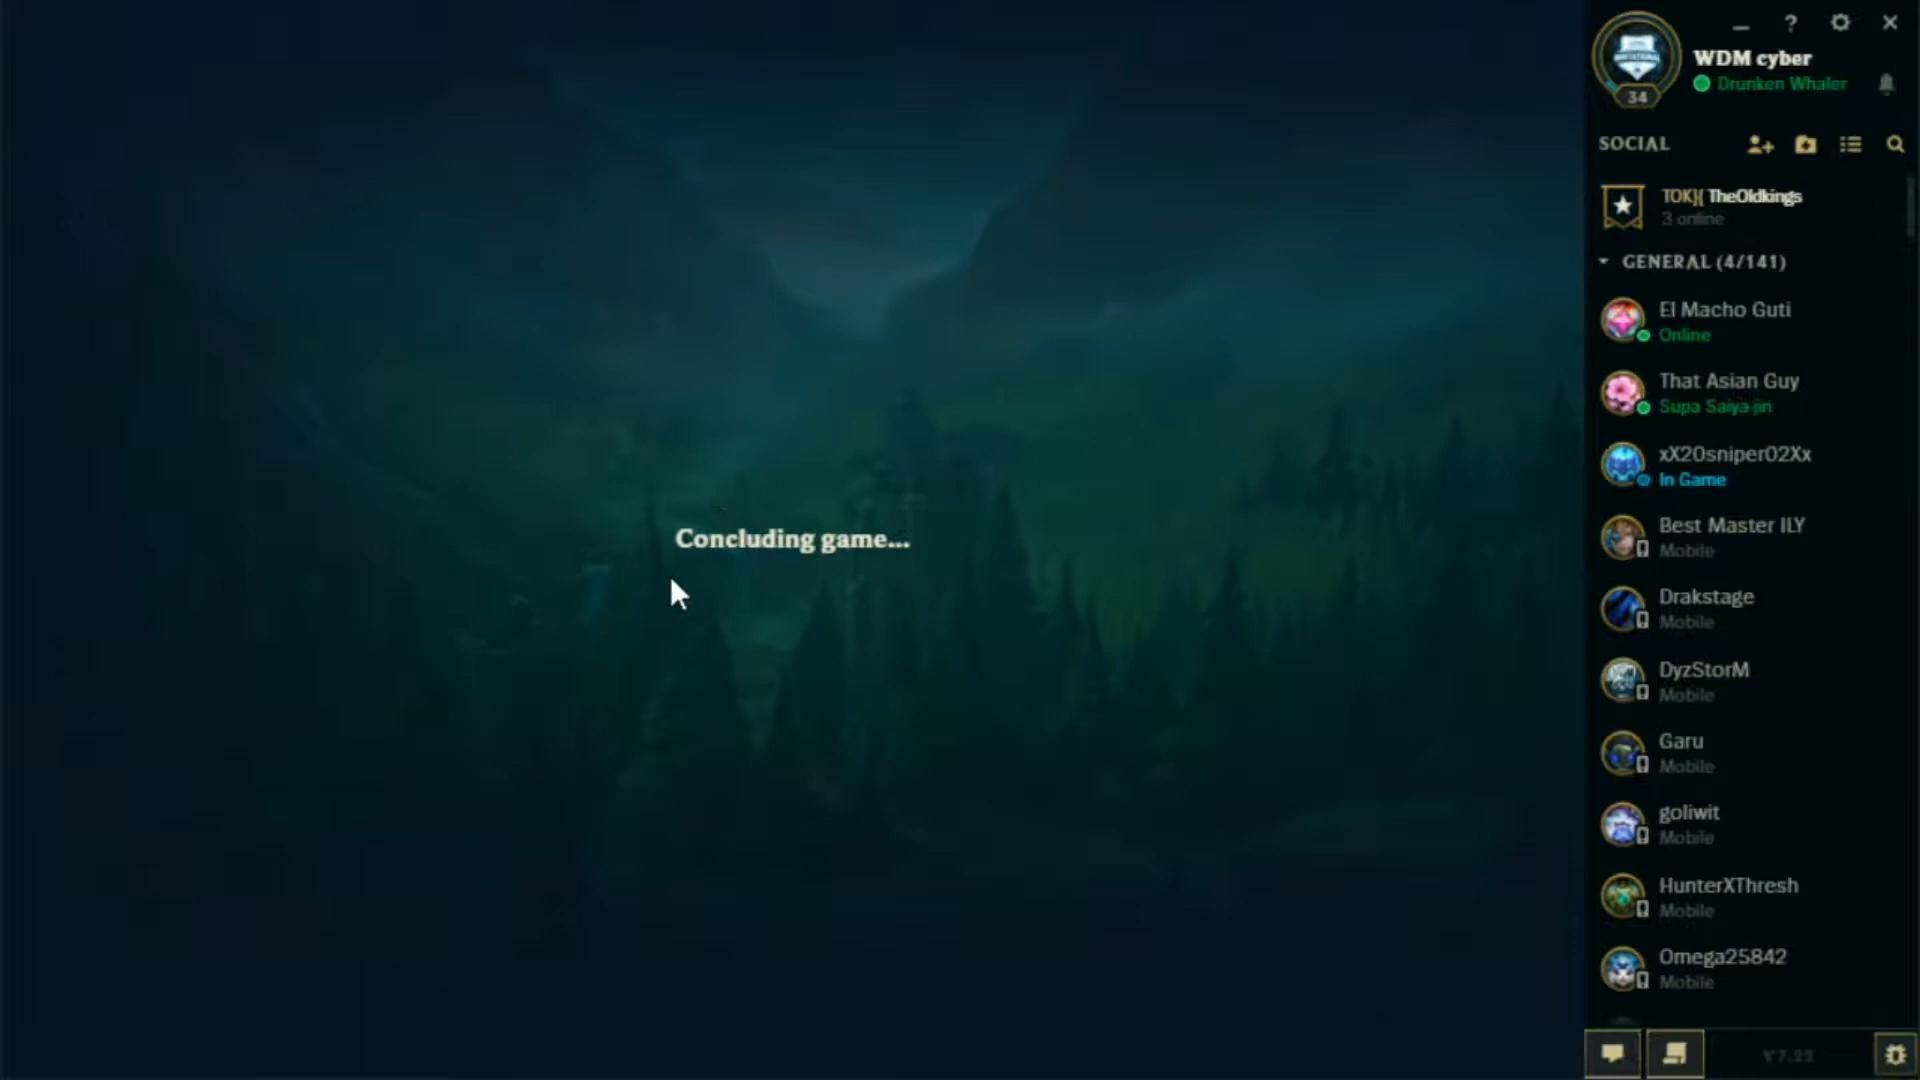 WDM cyber
34
Drunken Whaler
SOCIAL
TOK}{ TheOldkings
3 online
GENERAL (4/141)
El Macho Guti
Online
That Asian Guy
Supa Saiya-jin
xX20sniper02Xx
In Game
Best Master ILY
Mobile
Drakstage
Mobile
DyzStorM
Mobile
Garu
Mobile
goliwit
Mobile
HunterXThresh
Mobile
Omega25842
Mobile
Concluding game...
V7.22